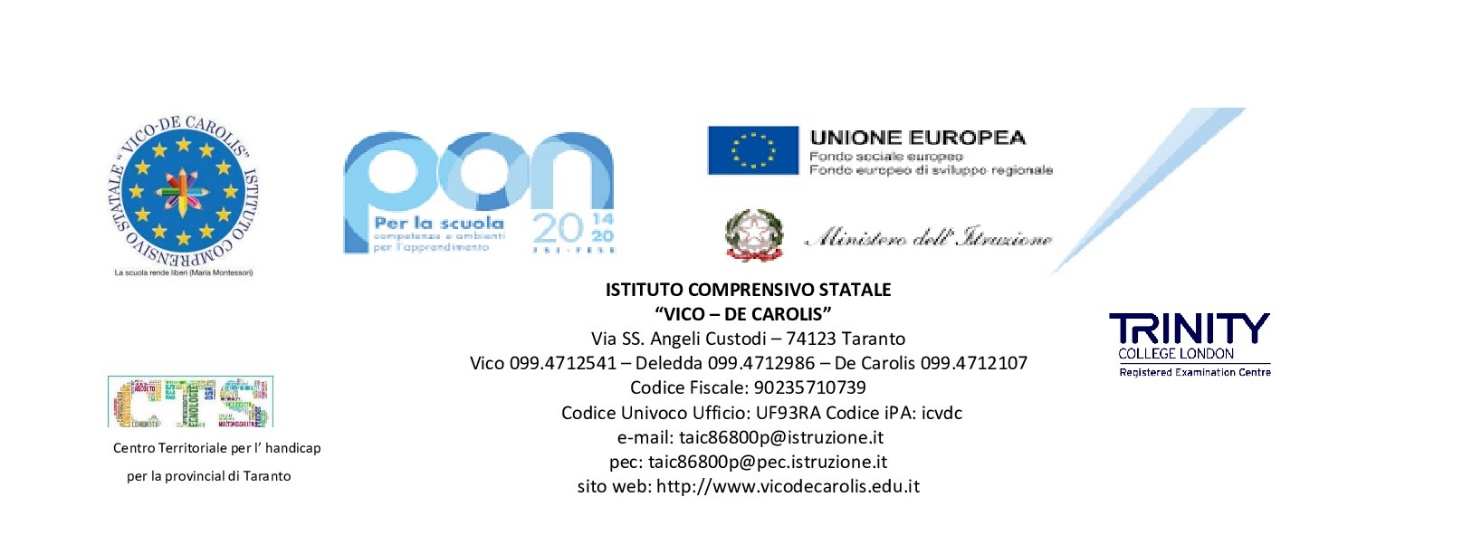 ISTITUTO COMPRENSIVO STATALE "VICO-DE CAROLIS"
La scuola rende liberi (Maria Montessori)
pon
Per la scuola
competenze e ambienti
per l'apprendimento
2014
20
FSE-FESR
UNIONE EUROPEA
Fondo sociale europeo
Fondo europeo di sviluppo regionale
Ministero dell'Istruzione
ISTITUTO COMPRENSIVO STATALE
“VICO – DE CAROLIS”
Via SS. Angeli Custodi – 74123 Taranto
Vico 099.4712541 – Deledda 099.4712986 – De Carolis 099.4712107
Codice Fiscale: 90235710739
Codice Univoco Ufficio: UF93RA Codice iPA: icvdc
e-mail: taic86800p@istruzione.it
pec: taic86800p@pec.istruzione.it
sito web: http://www.vicodecarolis.edu.it
TRINITY
COLLEGE LONDON
Registered Examination Centre
CTS
Centro Territoriale per l’ handicap
per la provincial di Taranto